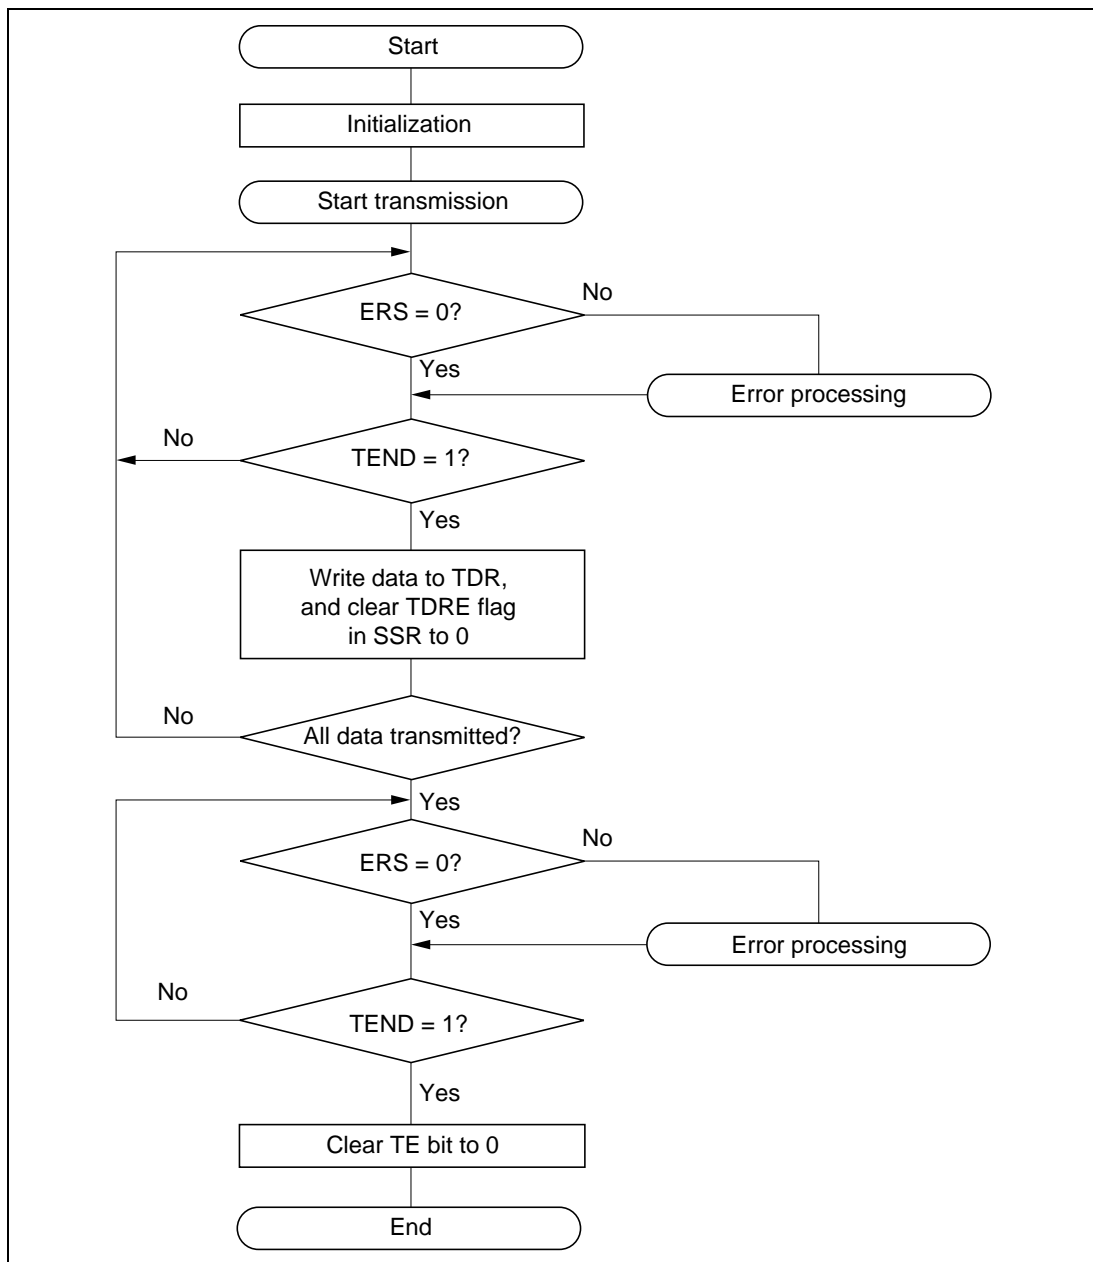 Start
Initialization
Start transmission
ERS = 0?
No
Yes
Error processing
No
TEND = 1?
Yes
Write data to TDR,
and clear TDRE flag
in SSR to 0
No
All data transmitted?
Yes
No
ERS = 0?
Yes
Error processing
No
TEND = 1?
Yes
Clear TE bit to 0
End